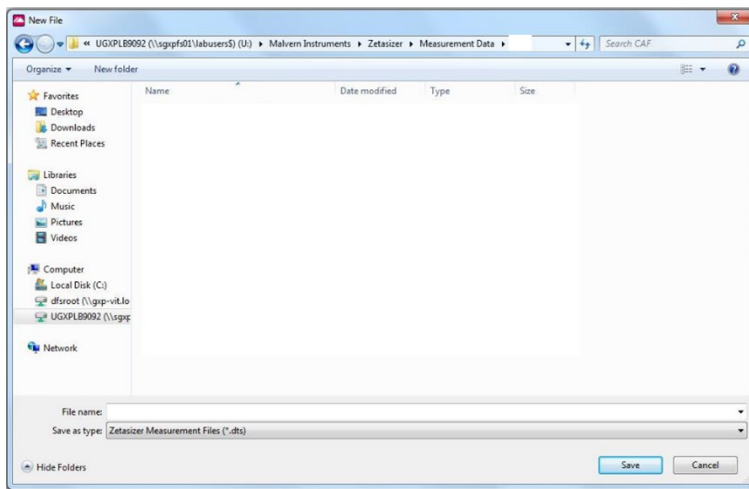 New File
« UGXPLB9092 (\\sgxpfs01\labusers$) (U:) ▸ Malvern Instruments ▸ Zetasizer ▸ Measurement Data ▸
Search CAF
Organize
New folder
Name
Date modified
Type
Size
Favorites
Desktop
Downloads
Recent Places
Libraries
Documents
Music
Pictures
Videos
Computer
Local Disk (C:)
dfsroot (\\gxp-vit.lo
UGXPLB9092 (\\sgxp
Network
File name:
Save as type: Zetasizer Measurement Files (*.dts)
Hide Folders
Save
Cancel